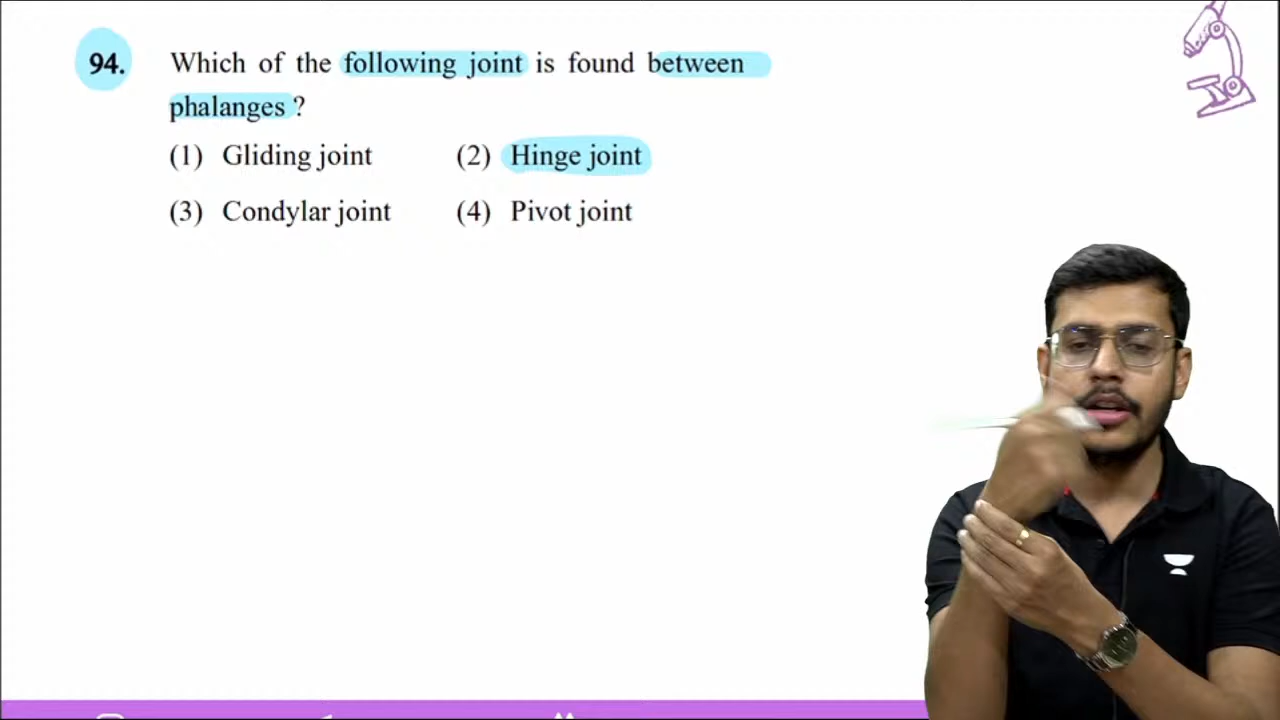 94. Which of the following joint is found between
phalanges ?
(1) Gliding joint (2) Hinge joint
(3) Condylar joint (4) Pivot joint